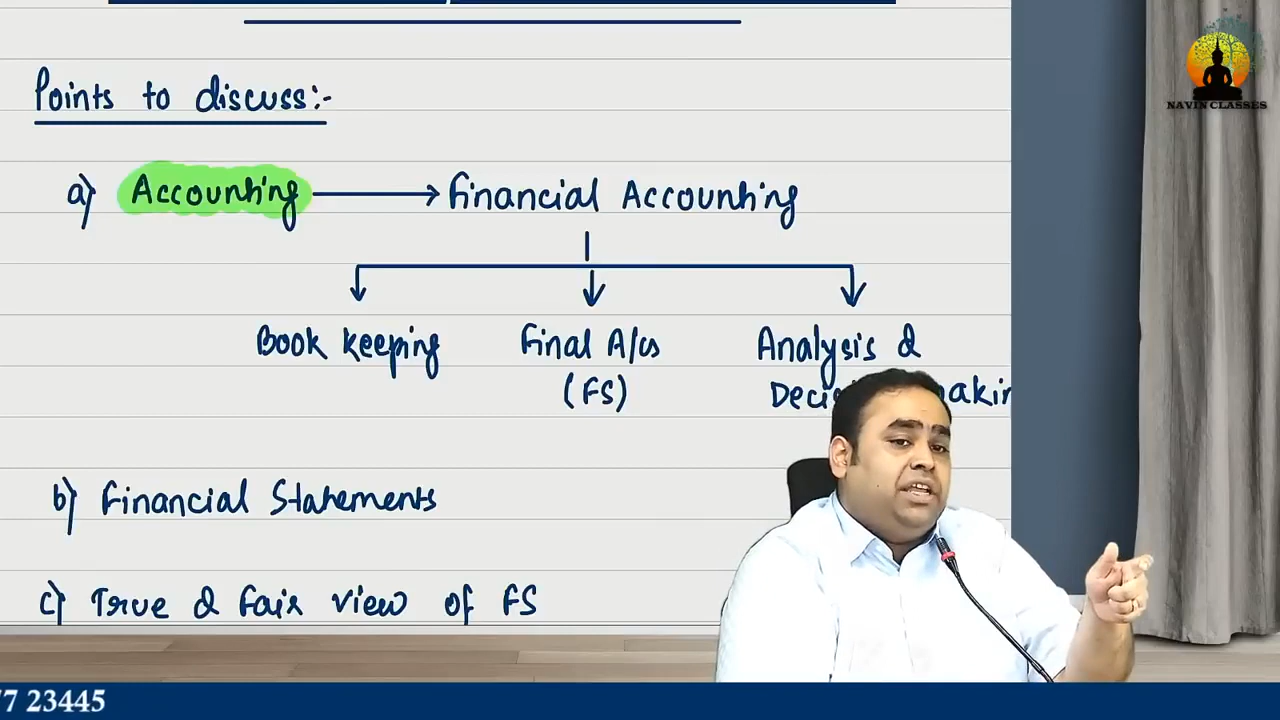 NAVIN CLASSES
Points to discuss:-
a) Accounting → Financial Accounting
Book keeping Final A/cs Analysis &
(FS)
b) Financial Statements
c) True & Fair view of FS
77 23445